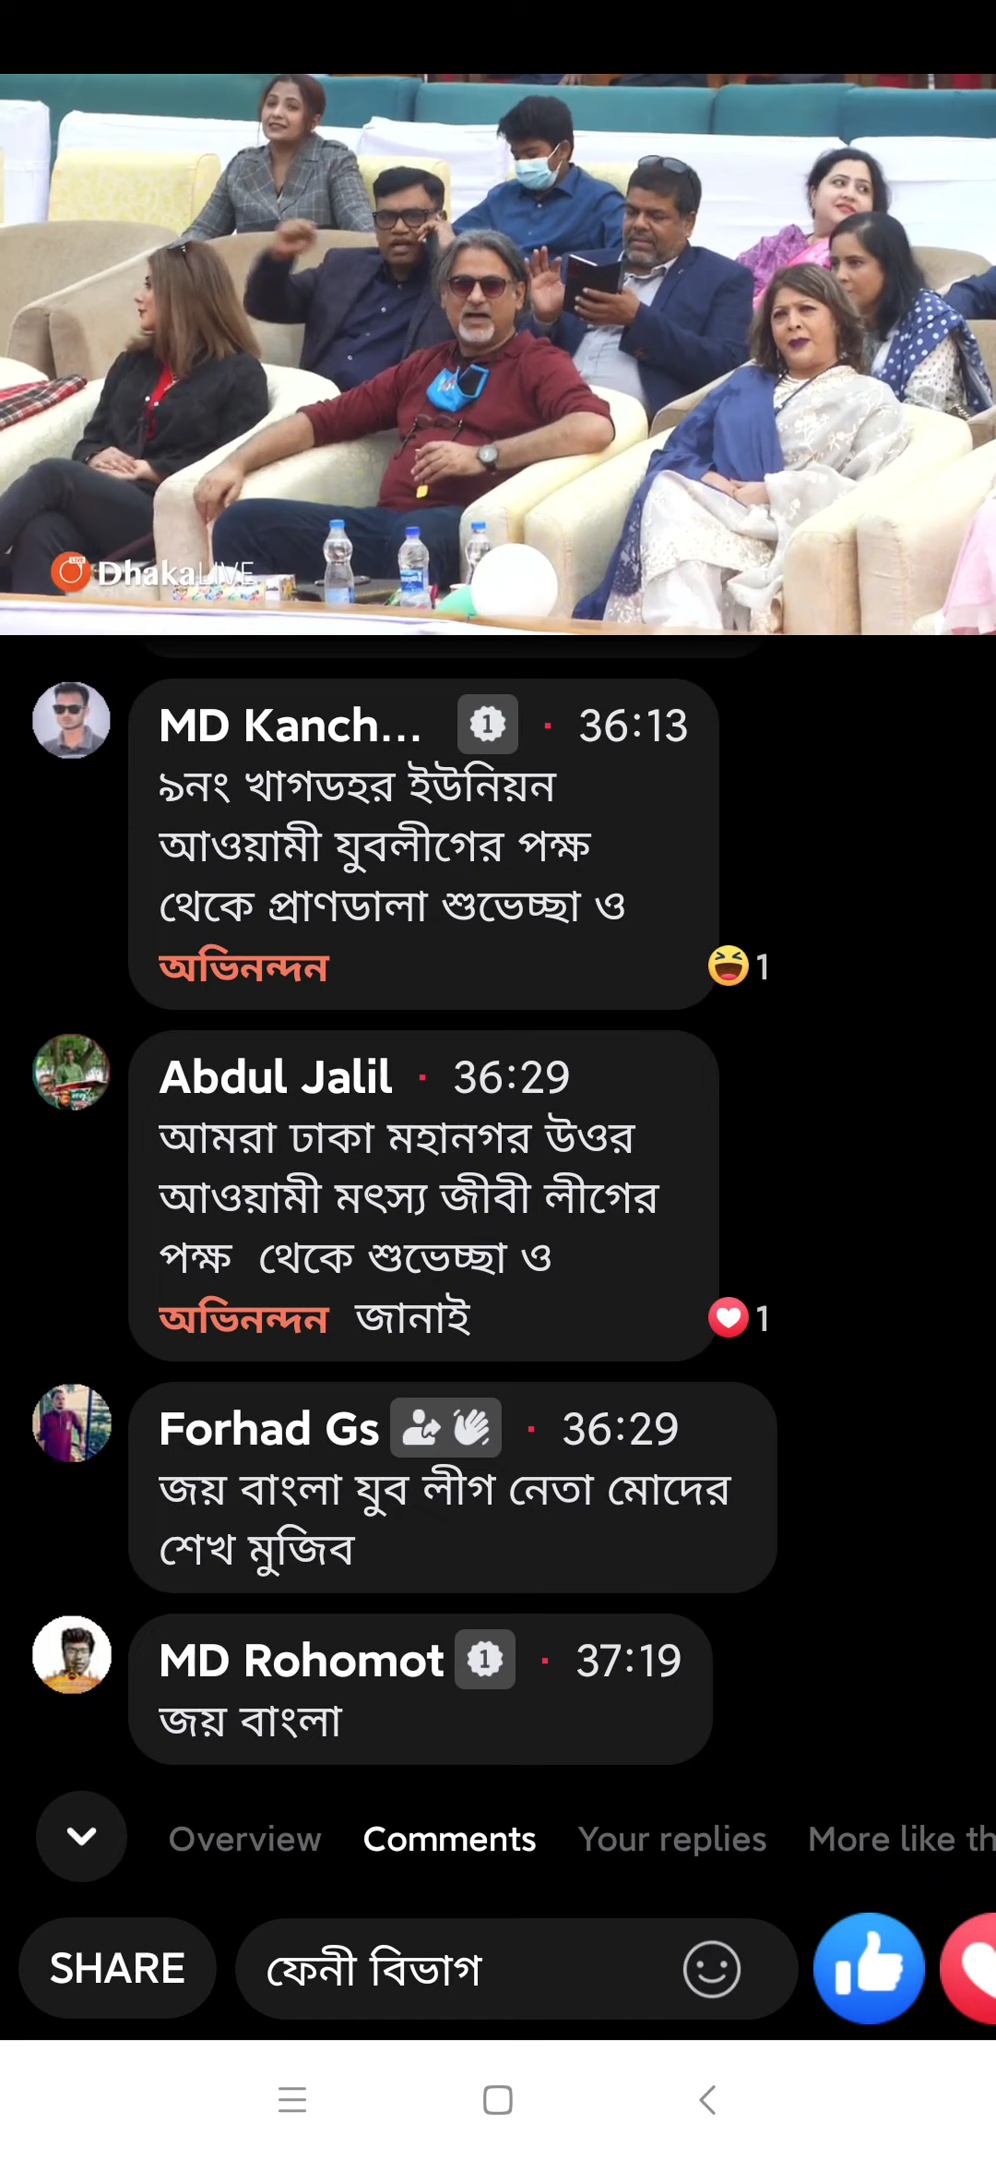 DhakaLIVE
MD Kanch... 1 · 36:13
৯নং খাগডহর ইউনিয়ন
আওয়ামী যুবলীগের পক্ষ
থেকে প্রাণডালা শুভেচ্ছা ও
অভিনন্দন
1
Abdul Jalil · 36:29
আমরা ঢাকা মহানগর উওর
আওয়ামী মৎস্য জীবী লীগের
পক্ষ থেকে শুভেচ্ছা ও
অভিনন্দন জানাই
1
Forhad Gs · 36:29
জয় বাংলা যুব লীগ নেতা মোদের
শেখ মুজিব
MD Rohomot 1 · 37:19
জয় বাংলা
Overview Comments Your replies More like th
SHARE ফেনী বিভাগ